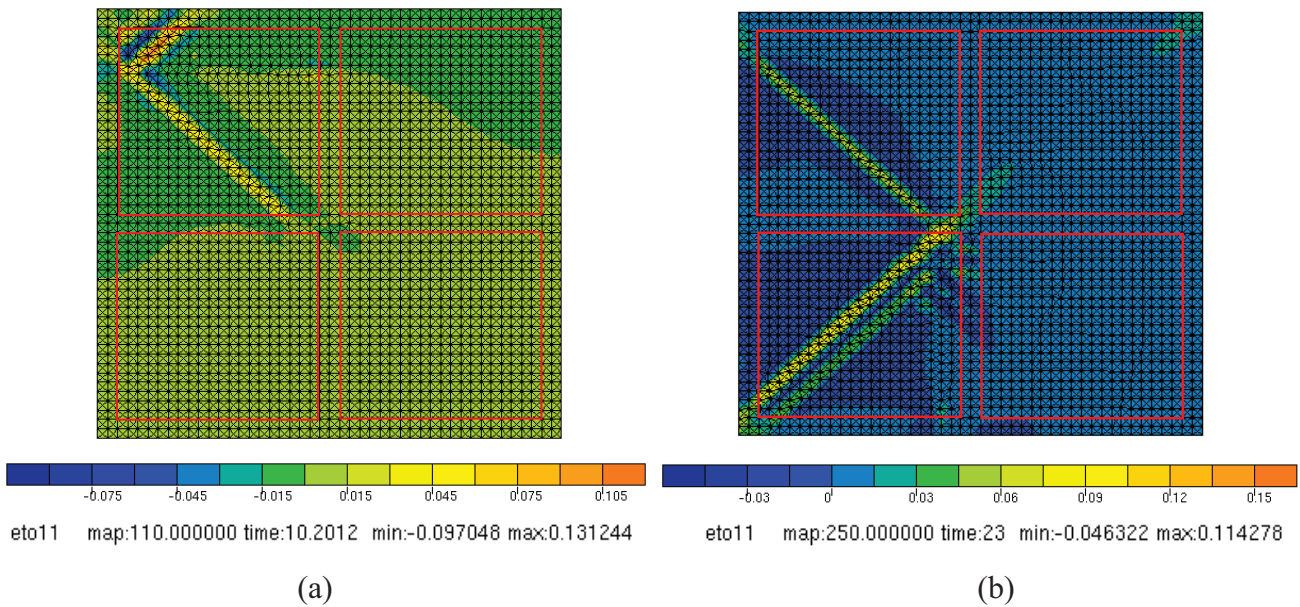 -0.075 -0.045 -0.015 0.015 0.045 0.075 0.105
eto11 map:110.000000 time:10.2012 min:-0.097048 max:0.131244
(a)
-0.03 0 0.03 0.06 0.09 0.12 0.15
eto11 map:250.000000 time:23 min:-0.046322 max:0.114278
(b)